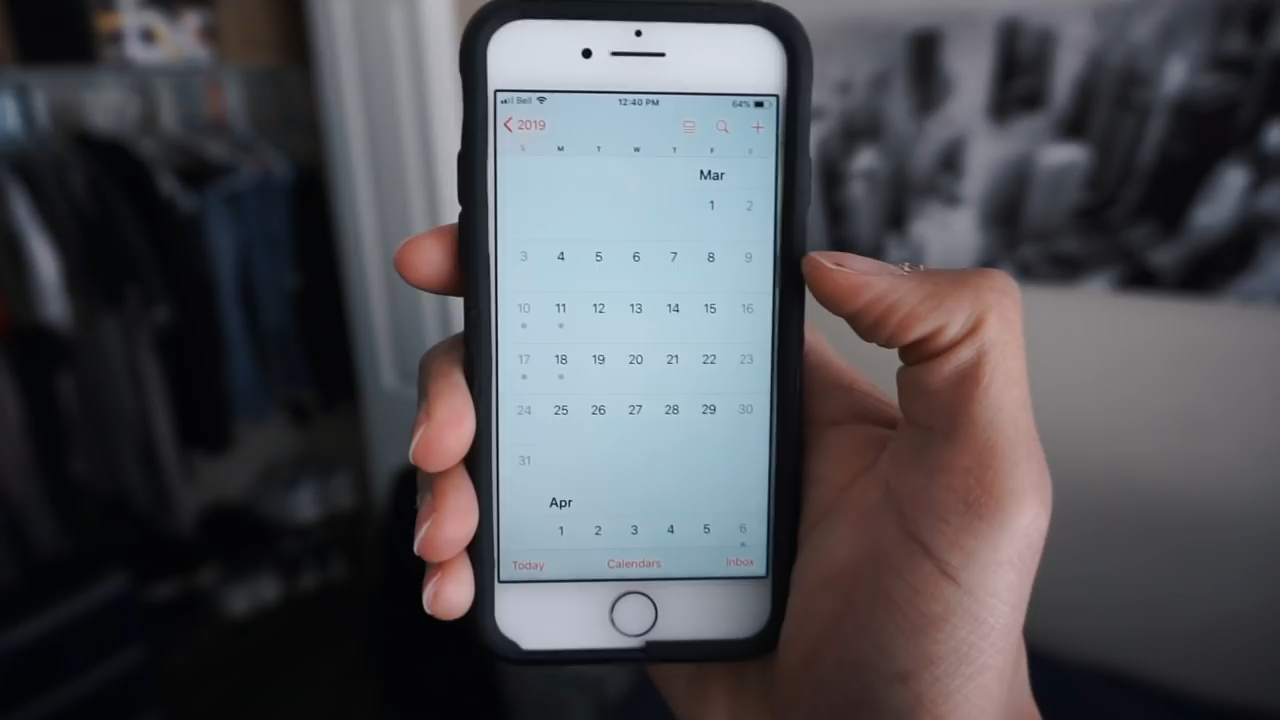 Bell 12:40 PM 64%
2019
S M T W T F S
Mar
1 2
3 4 5 6 7 8 9
10 11 12 13 14 15 16
17 18 19 20 21 22 23
24 25 26 27 28 29 30
31
Apr
1 2 3 4 5 6
Today Calendars Inbox